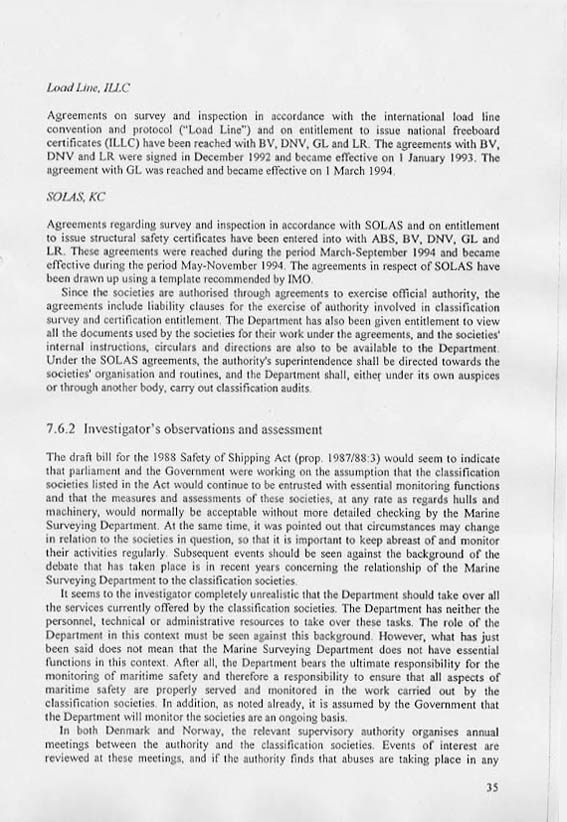 Load Line, ILLC
Agreements on survey and inspection in accordance with the international load line
convention and protocol ("Load Line") and on entitlement to issue national freeboard
certificates (ILLC) have been reached with BV, DNV, GL and LR. The agreements with BV,
DNV and LR were signed in December 1992 and became effective on 1 January 1993. The
agreement with GL was reached and became effective on 1 March 1994.
SOLAS, KC
Agreements regarding survey and inspection in accordance with SOLAS and on entitlement
to issue structural safety certificates have been entered into with ABS, BV, DNV, GL and
LR. These agreements were reached during the period March-September 1994 and became
effective during the period May-November 1994. The agreements in respect of SOLAS have
been drawn up using a template recommended by IMO.
Since the societies are authorised through agreements to exercise official authority, the
agreements include liability clauses for the exercise of authority involved in classification
survey and certification entitlement. The Department has also been given entitlement to view
all the documents used by the societies for their work under the agreements, and the societies'
internal instructions, circulars and directions are also to be available to the Department.
Under the SOLAS agreements, the authority's superintendence shall be directed towards the
societies' organisation and routines, and the Department shall, either under its own auspices
or through another body, carry out classification audits.
7.6.2 Investigator's observations and assessment
The draft bill for the 1988 Safety of Shipping Act (prop. 1987/88:3) would seem to indicate
that parliament and the Government were working on the assumption that the classification
societies listed in the Act would continue to be entrusted with essential monitoring functions
and that the measures and assessments of these societies, at any rate as regards hulls and
machinery, would normally be acceptable without more detailed checking by the Marine
Surveying Department. At the same time, it was pointed out that circumstances may change
in relation to the societies in question, so that it is important to keep abreast of and monitor
their activities regularly. Subsequent events should be seen against the background of the
debate that has taken place is in recent years concerning the relationship of the Marine
Surveying Department to the classification societies.
It seems to the investigator completely unrealistic that the Department should take over all
the services currently offered by the classification societies. The Department has neither the
personnel, technical or administrative resources to take over these tasks. The role of the
Department in this context must be seen against this background. However, what has just
been said does not mean that the Marine Surveying Department does not have essential
functions in this context. After all, the Department bears the ultimate responsibility for the
monitoring of maritime safety and therefore a responsibility to ensure that all aspects of
maritime safety are properly served and monitored in the work carried out by the
classification societies. In addition, as noted already, it is assumed by the Government that
the Department will monitor the societies are an ongoing basis.
In both Denmark and Norway, the relevant supervisory authority organises annual
meetings between the authority and the classification societies. Events of interest are
reviewed at these meetings, and if the authority finds that abuses are taking place in any
35